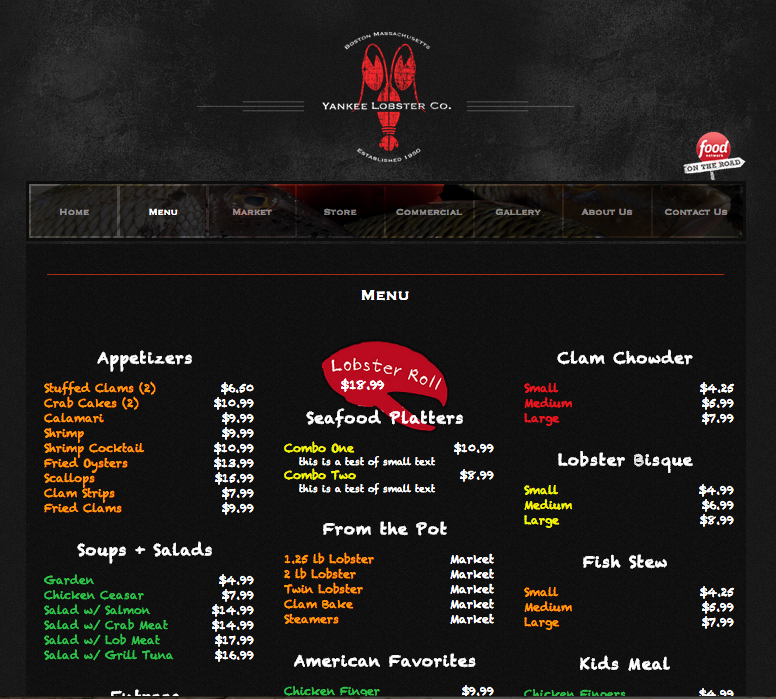 Boston Massachusetts
Yankee Lobster Co.
Established 1950
food
network
ON THE ROAD
Home
Menu
Market
Store
Commercial
Gallery
About Us
Contact Us
Menu
Appetizers
Stuffed Clams (2) $6.50
Crab Cakes (2) $10.99
Calamari $9.99
Shrimp $9.99
Shrimp Cocktail $10.99
Fried Oysters $13.99
Scallops $15.99
Clam Strips $7.99
Fried Clams $9.99
Soups + Salads
Garden $4.99
Chicken Ceasar $7.99
Salad w/ Salmon $14.99
Salad w/ Crab Meat $14.99
Salad w/ Lob Meat $17.99
Salad w/ Grill Tuna $16.99
Lobster Roll
$18.99
Seafood Platters
Combo One $10.99
this is a test of small text
Combo Two $8.99
this is a test of small text
From the Pot
1.25 lb Lobster Market
2 lb Lobster Market
Twin Lobster Market
Clam Bake Market
Steamers Market
American Favorites
Chicken Finger $9.99
Clam Chowder
Small $4.25
Medium $5.99
Large $7.99
Lobster Bisque
Small $4.99
Medium $6.99
Large $8.99
Fish Stew
Small $4.25
Medium $5.99
Large $7.99
Kids Meal
Chicken Fingers $4.99